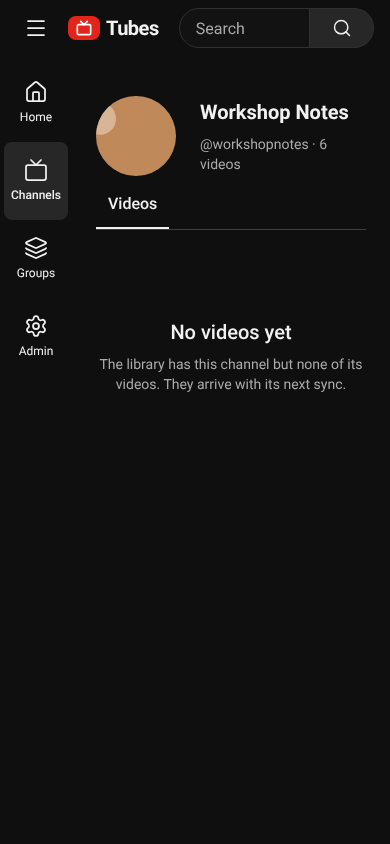 Tubes
Search
Home
Channels
Groups
Admin
Workshop Notes
@workshopnotes · 6
videos
Videos
No videos yet
The library has this channel but none of its
videos. They arrive with its next sync.